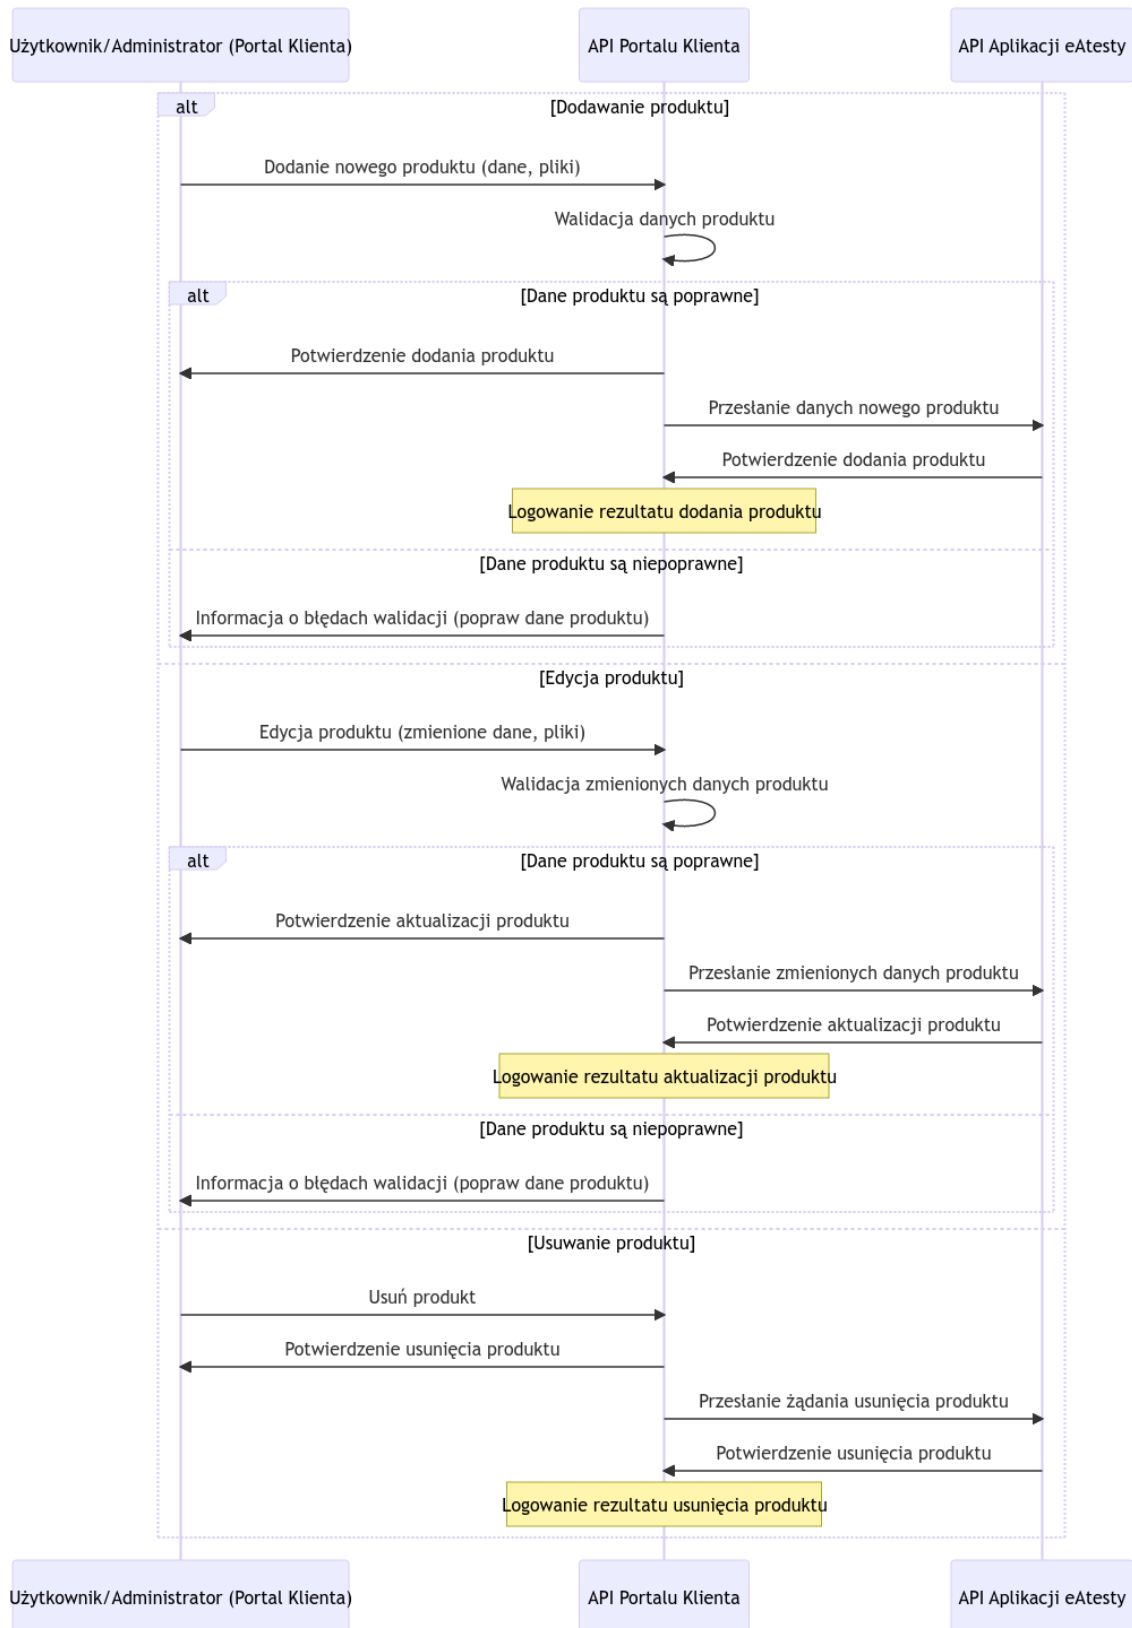 Użytkownik/Administrator (Portal Klienta)
API Portalu Klienta
API Aplikacji eAtesty
alt
[Dodawanie produktu]
Dodanie nowego produktu (dane, pliki)
Walidacja danych produktu
alt
[Dane produktu są poprawne]
Potwierdzenie dodania produktu
Przesłanie danych nowego produktu
Potwierdzenie dodania produktu
Logowanie rezultatu dodania produktu
[Dane produktu są niepoprawne]
Informacja o błędach walidacji (popraw dane produktu)
[Edycja produktu]
Edycja produktu (zmienione dane, pliki)
Walidacja zmienionych danych produktu
alt
[Dane produktu są poprawne]
Potwierdzenie aktualizacji produktu
Przesłanie zmienionych danych produktu
Potwierdzenie aktualizacji produktu
Logowanie rezultatu aktualizacji produktu
[Dane produktu są niepoprawne]
Informacja o błędach walidacji (popraw dane produktu)
[Usuwanie produktu]
Usuń produkt
Potwierdzenie usunięcia produktu
Przesłanie żądania usunięcia produktu
Potwierdzenie usunięcia produktu
Logowanie rezultatu usunięcia produktu
Użytkownik/Administrator (Portal Klienta)
API Portalu Klienta
API Aplikacji eAtesty